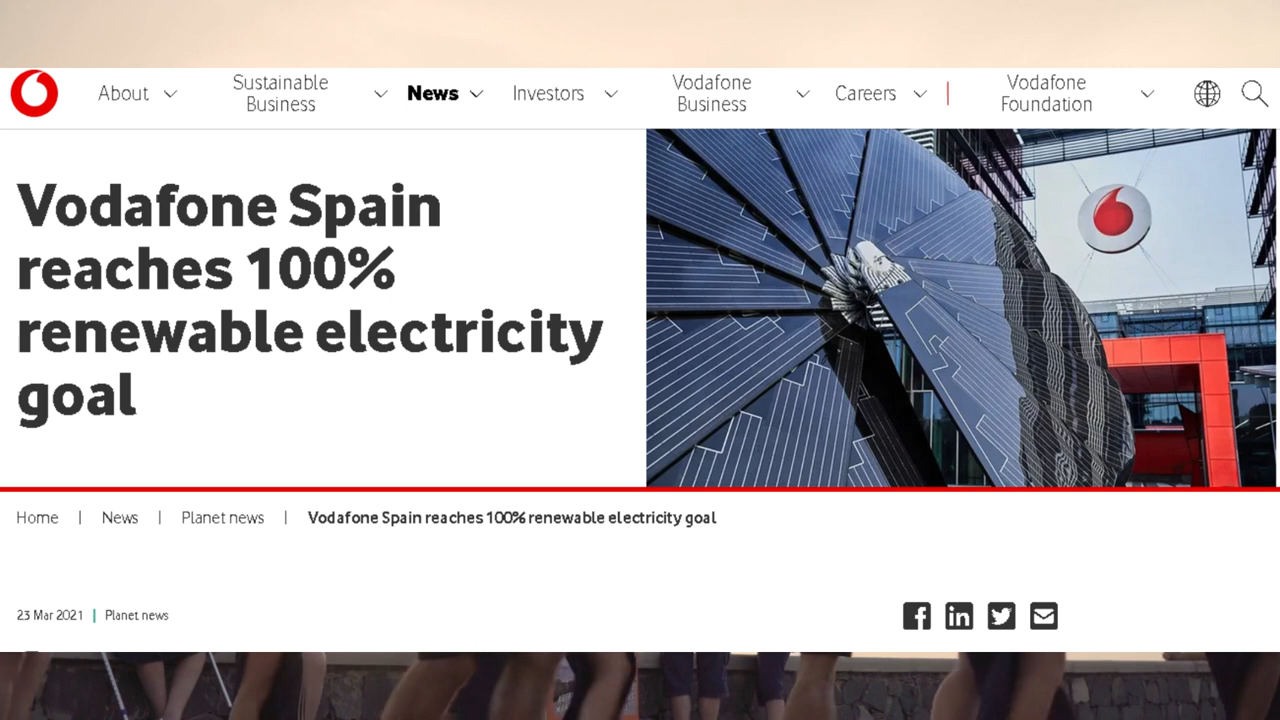 About
Sustainable
Business
News
Investors
Vodafone
Business
Careers
Vodafone
Foundation
Vodafone Spain
reaches 100%
renewable electricity
goal
Home | News | Planet news | Vodafone Spain reaches 100% renewable electricity goal
23 Mar 2021 | Planet news